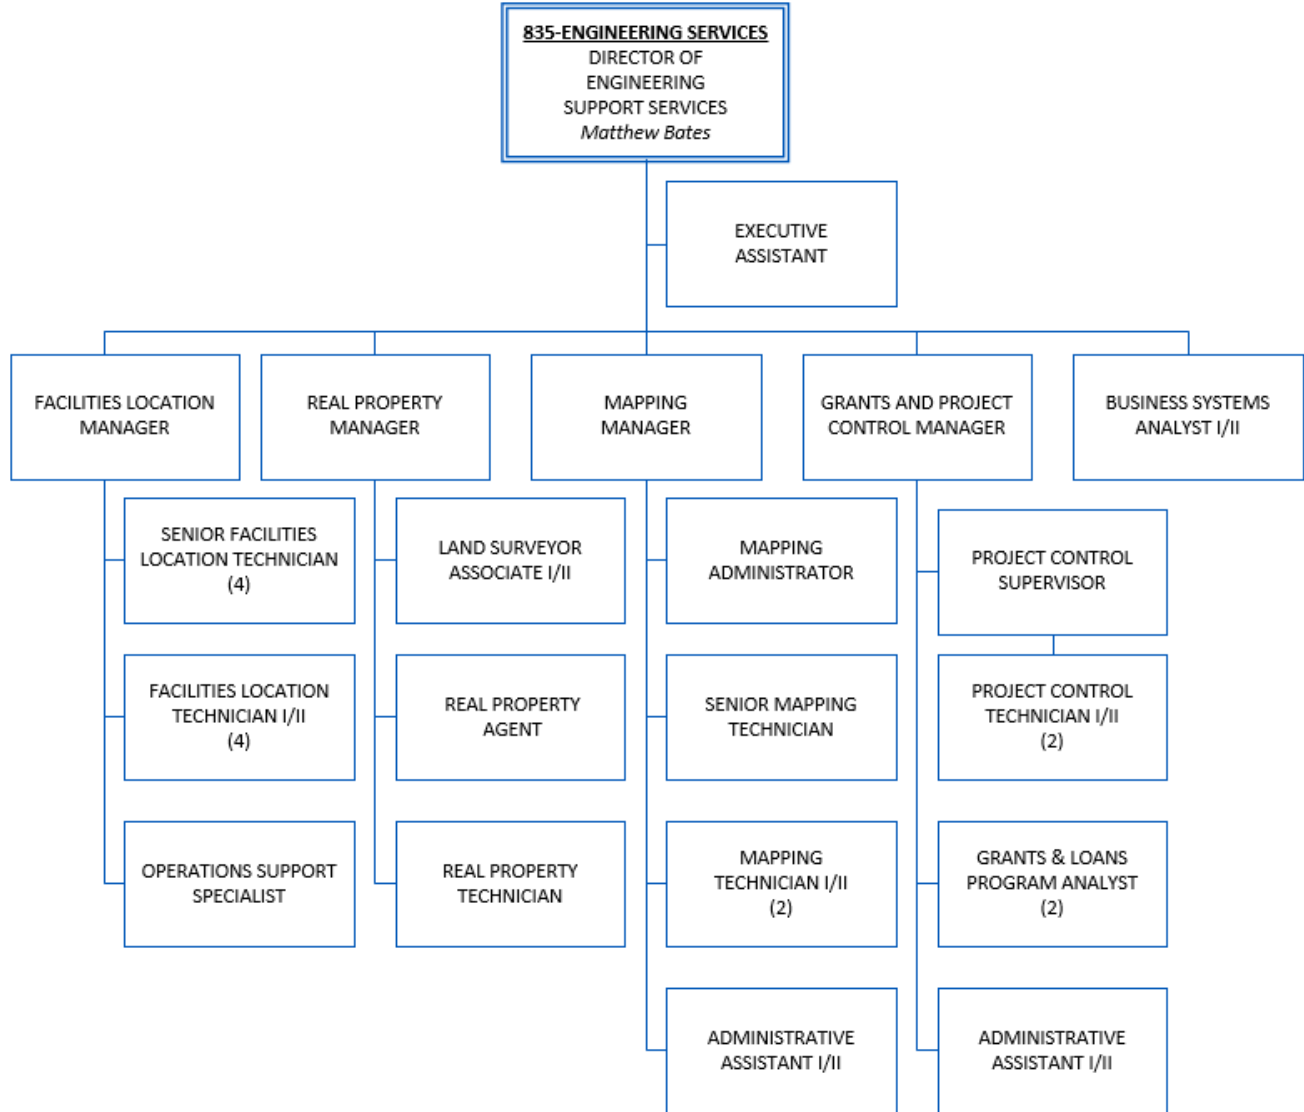 835-ENGINEERING SERVICES
DIRECTOR OF
ENGINEERING
SUPPORT SERVICES
Matthew Bates
EXECUTIVE
ASSISTANT
FACILITIES LOCATION
MANAGER
REAL PROPERTY
MANAGER
MAPPING
MANAGER
GRANTS AND PROJECT
CONTROL MANAGER
BUSINESS SYSTEMS
ANALYST I/II
SENIOR FACILITIES
LOCATION TECHNICIAN
(4)
LAND SURVEYOR
ASSOCIATE I/II
MAPPING
ADMINISTRATOR
PROJECT CONTROL
SUPERVISOR
FACILITIES LOCATION
TECHNICIAN I/II
(4)
REAL PROPERTY
AGENT
SENIOR MAPPING
TECHNICIAN
PROJECT CONTROL
TECHNICIAN I/II
(2)
OPERATIONS SUPPORT
SPECIALIST
REAL PROPERTY
TECHNICIAN
MAPPING
TECHNICIAN I/II
(2)
GRANTS & LOANS
PROGRAM ANALYST
(2)
ADMINISTRATIVE
ASSISTANT I/II
ADMINISTRATIVE
ASSISTANT I/II